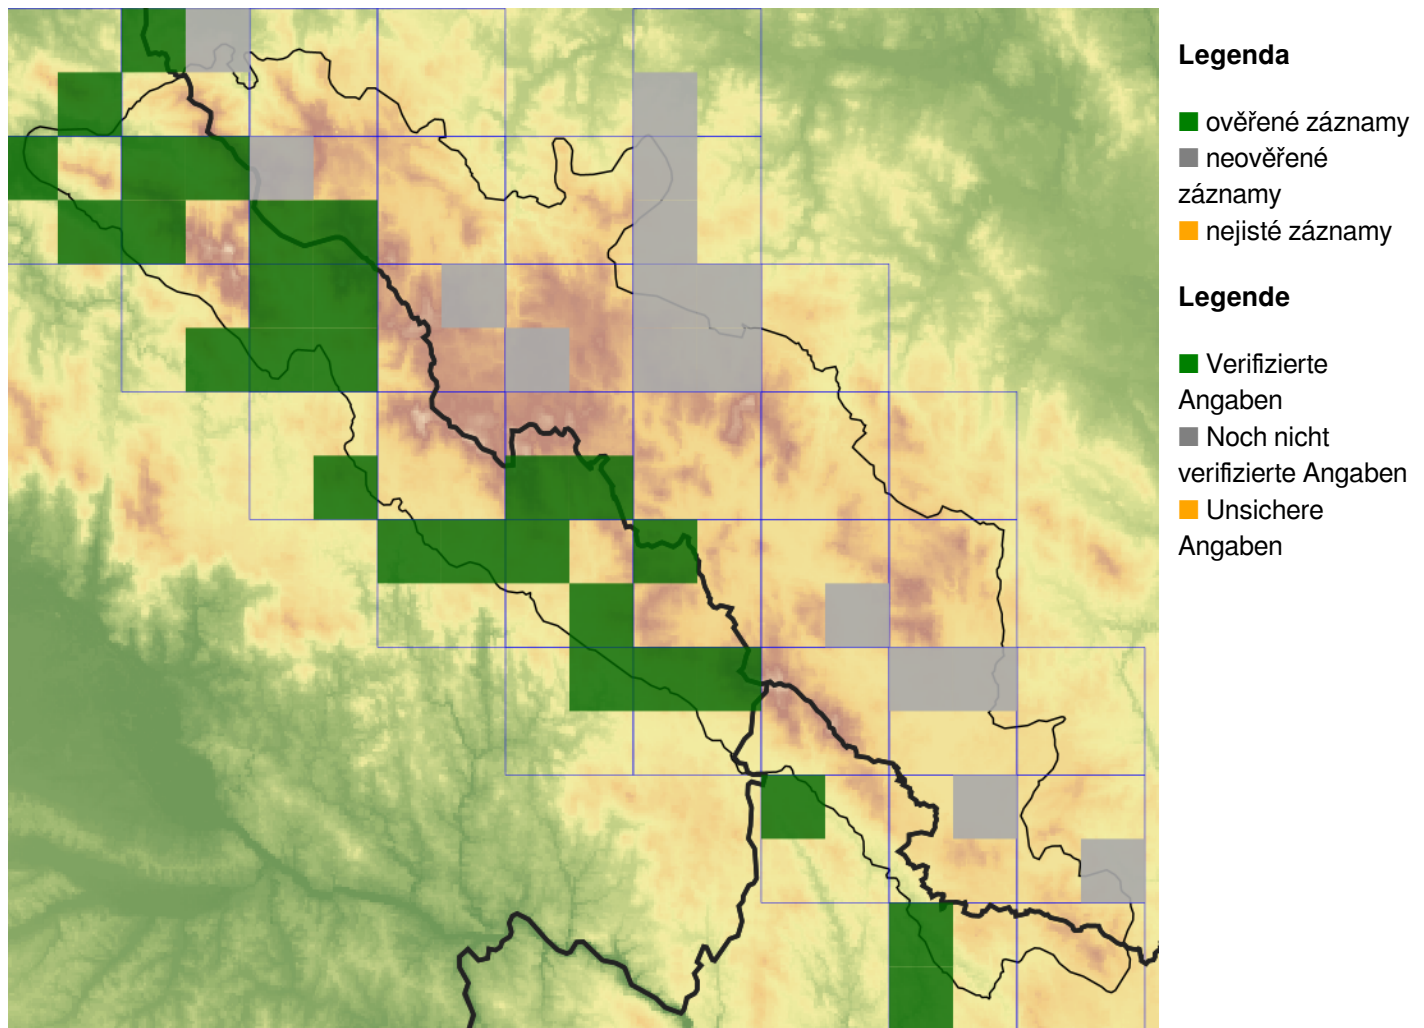 Legenda
ověřené záznamy
neověřené
záznamy
nejisté záznamy
Legende
Verifizierte
Angaben
Noch nicht
verifizierte Angaben
Unsichere
Angaben